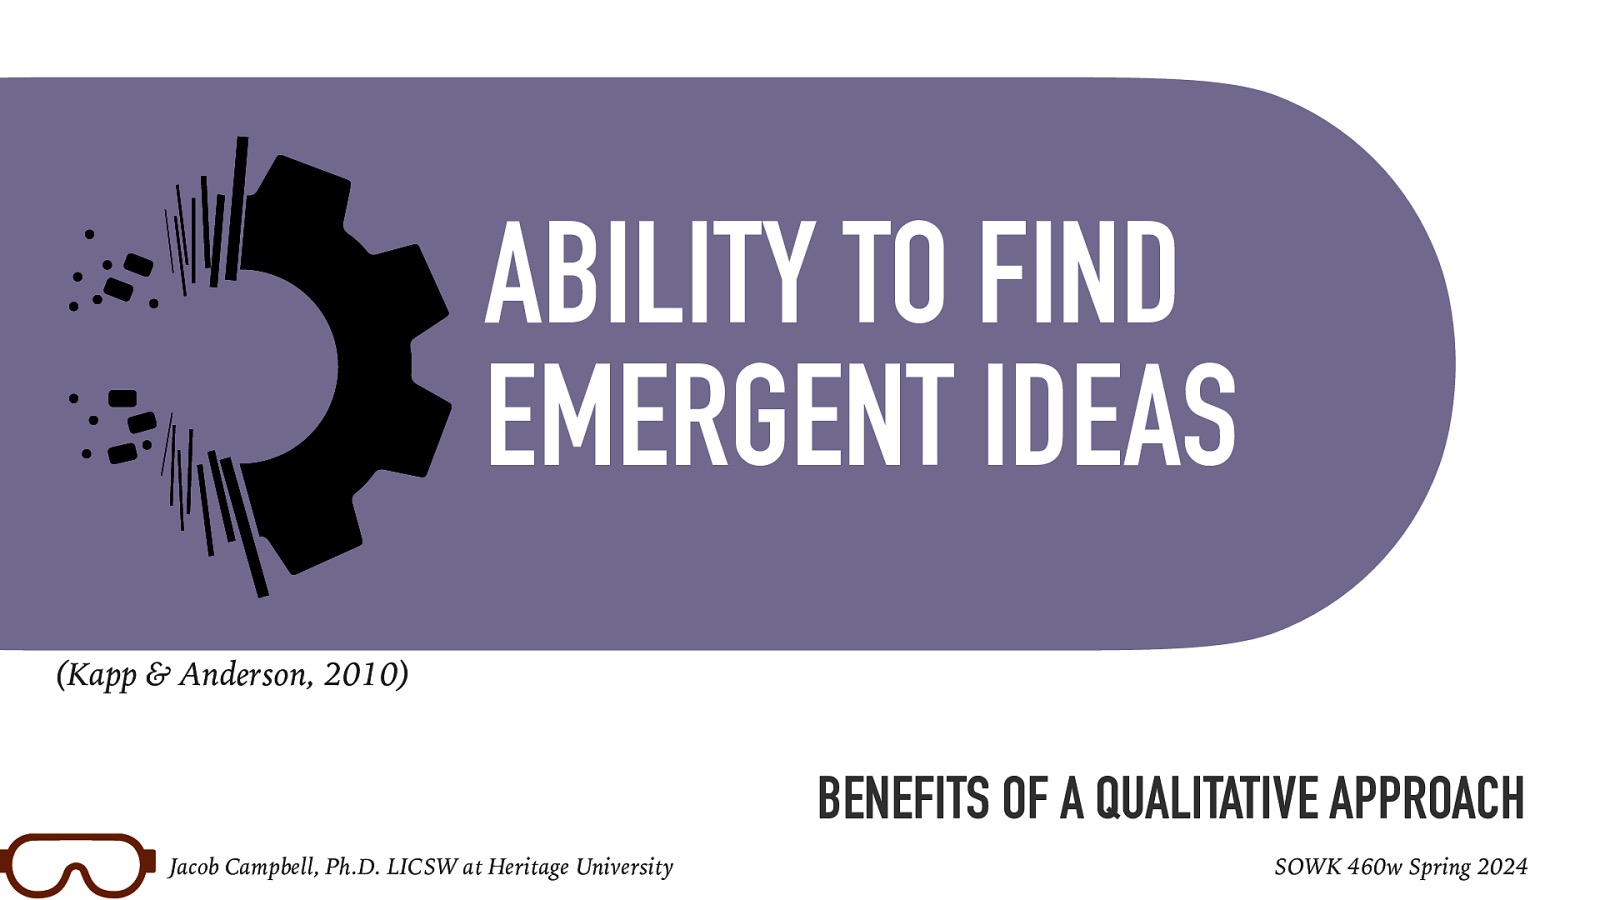 ABILITY TO FIND
EMERGENT IDEAS
(Kapp & Anderson, 2010)
BENEFITS OF A QUALITATIVE APPROACH
Jacob Campbell, Ph.D. LICSW at Heritage University
SOWK 460w Spring 2024